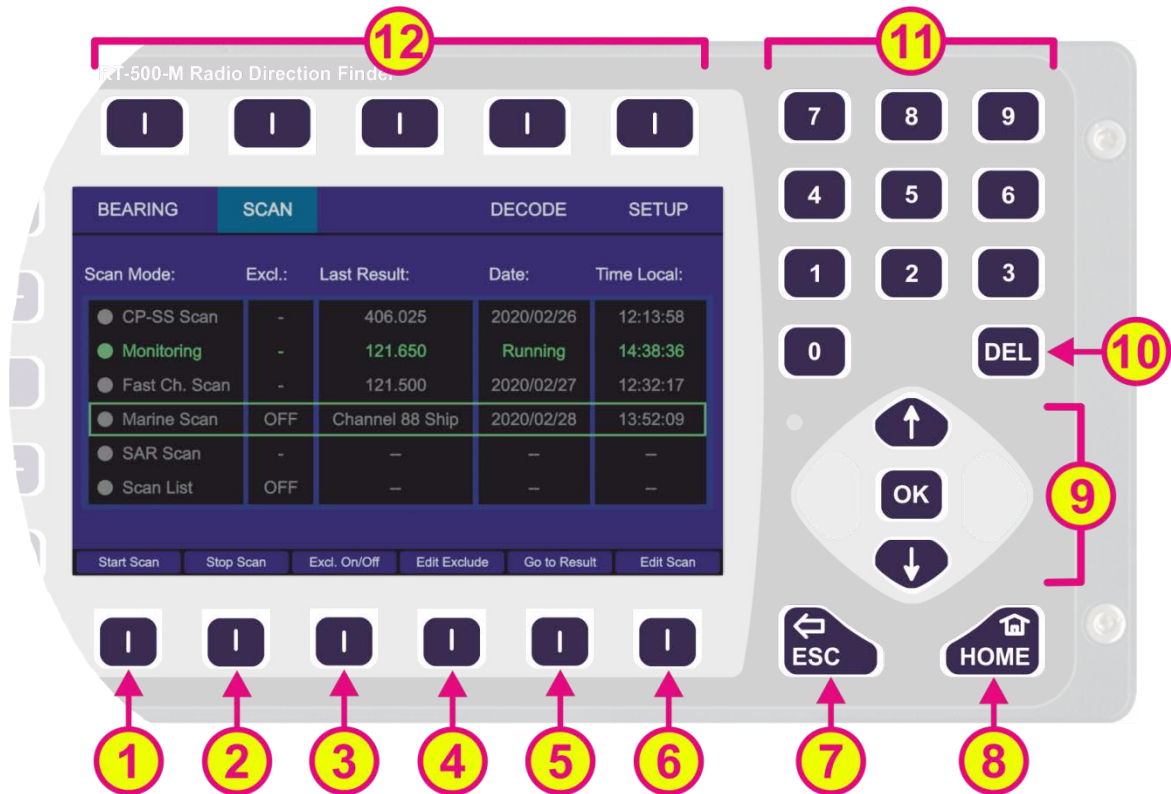 12
11
RT-500-M Radio Direction Finder
7 8 9
BEARING SCAN DECODE SETUP
4 5 6
Scan Mode: Excl.: Last Result: Date: Time Local:
1 2 3
CP-SS Scan - 406.025 2020/02/26 12:13:58
Monitoring - 121.650 Running 14:38:36
0 DEL 10
Fast Ch. Scan - 121.500 2020/02/27 12:32:17
Marine Scan OFF Channel 88 Ship 2020/02/28 13:52:09
SAR Scan - – – –
Scan List OFF – – –
OK 9
Start Scan Stop Scan Excl. On/Off Edit Exclude Go to Result Edit Scan
ESC HOME
1 2 3 4 5 6 7 8